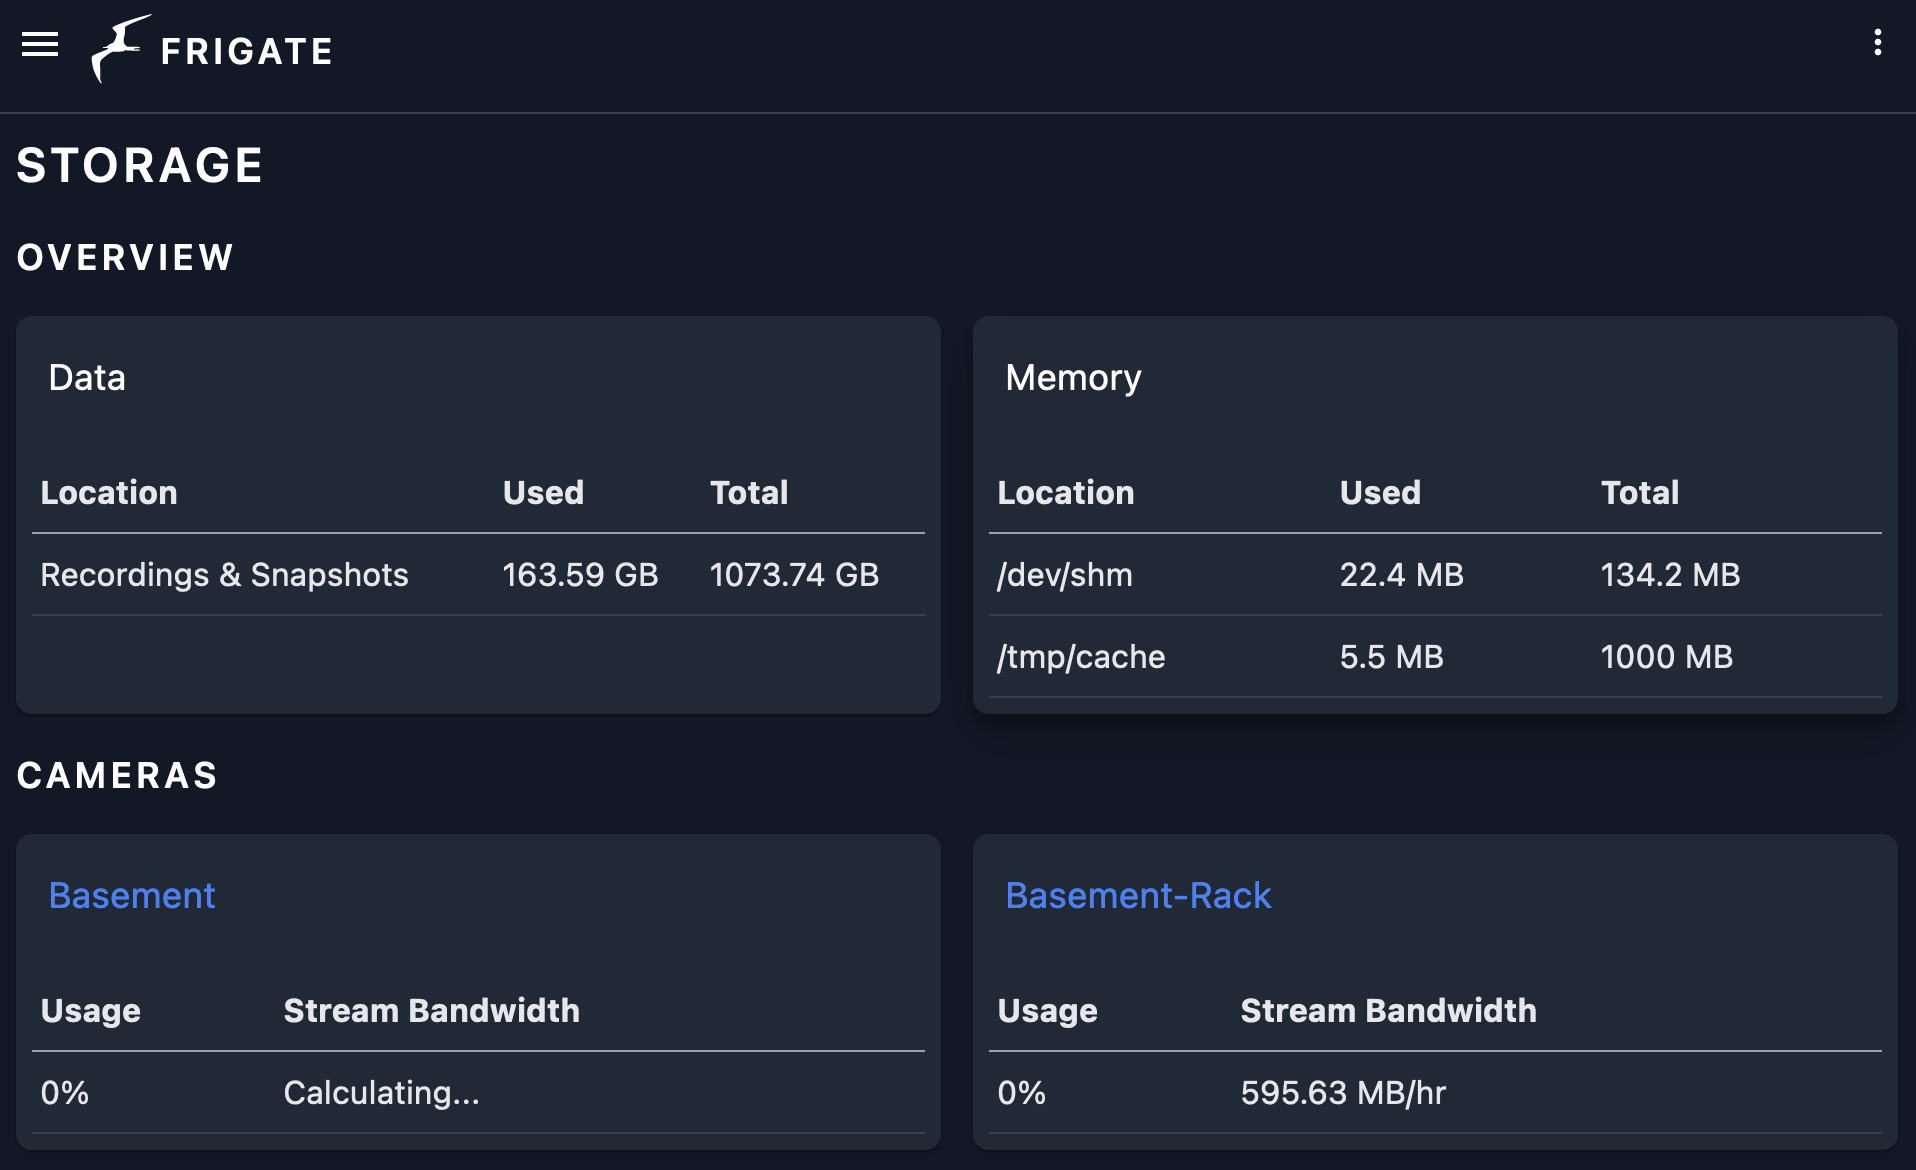 FRIGATE
STORAGE
OVERVIEW
Data
Location Used Total
Recordings & Snapshots 163.59 GB 1073.74 GB
Memory
Location Used Total
/dev/shm 22.4 MB 134.2 MB
/tmp/cache 5.5 MB 1000 MB
CAMERAS
Basement
Usage Stream Bandwidth
0% Calculating...
Basement-Rack
Usage Stream Bandwidth
0% 595.63 MB/hr